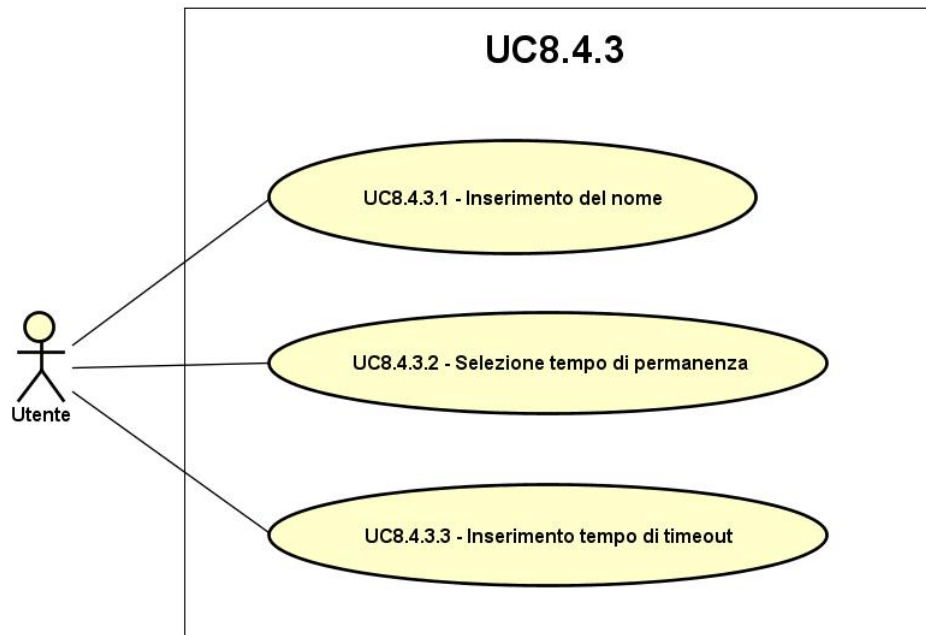 UC8.4.3
UC8.4.3.1 - Inserimento del nome
UC8.4.3.2 - Selezione tempo di permanenza
Utente
UC8.4.3.3 - Inserimento tempo di timeout